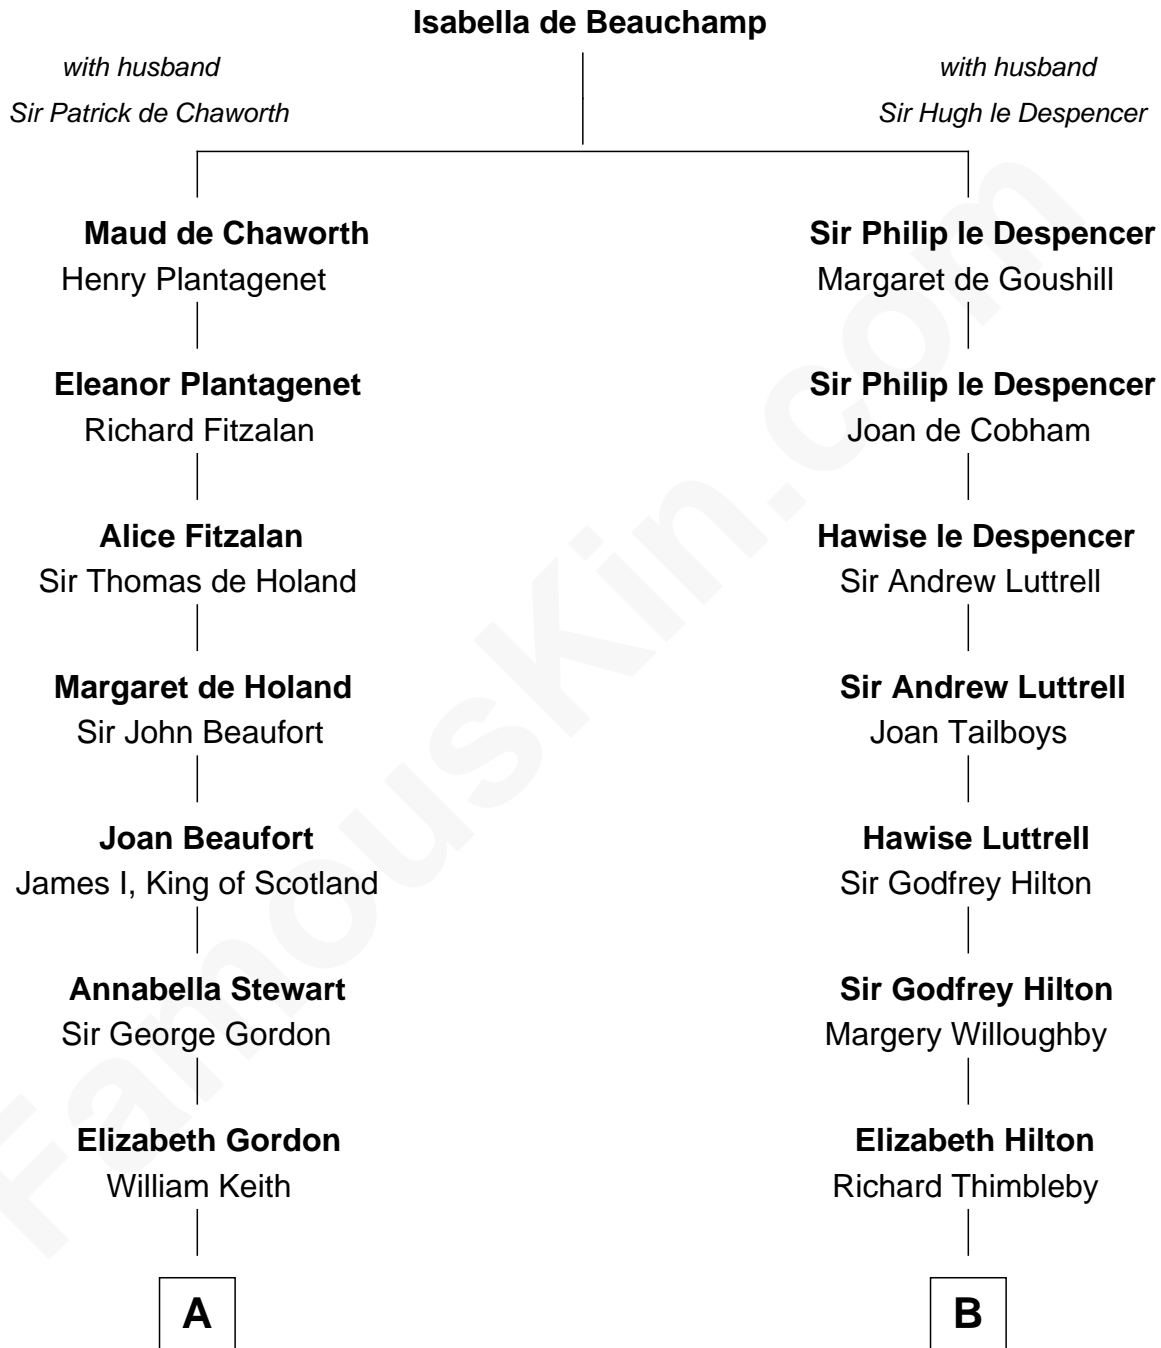 Isabella de Beauchamp
with husband
Sir Patrick de Chaworth
with husband
Sir Hugh le Despencer
Maud de Chaworth
Henry Plantagenet
Sir Philip le Despencer
Margaret de Goushill
Eleanor Plantagenet
Richard Fitzalan
Sir Philip le Despencer
Joan de Cobham
Alice Fitzalan
Sir Thomas de Holand
Hawise le Despencer
Sir Andrew Luttrell
Margaret de Holand
Sir John Beaufort
Sir Andrew Luttrell
Joan Tailboys
Joan Beaufort
James I, King of Scotland
Hawise Luttrell
Sir Godfrey Hilton
Annabella Stewart
Sir George Gordon
Sir Godfrey Hilton
Margery Willoughby
Elizabeth Gordon
William Keith
Elizabeth Hilton
Richard Thimbleby
A
B
FamousKin.com